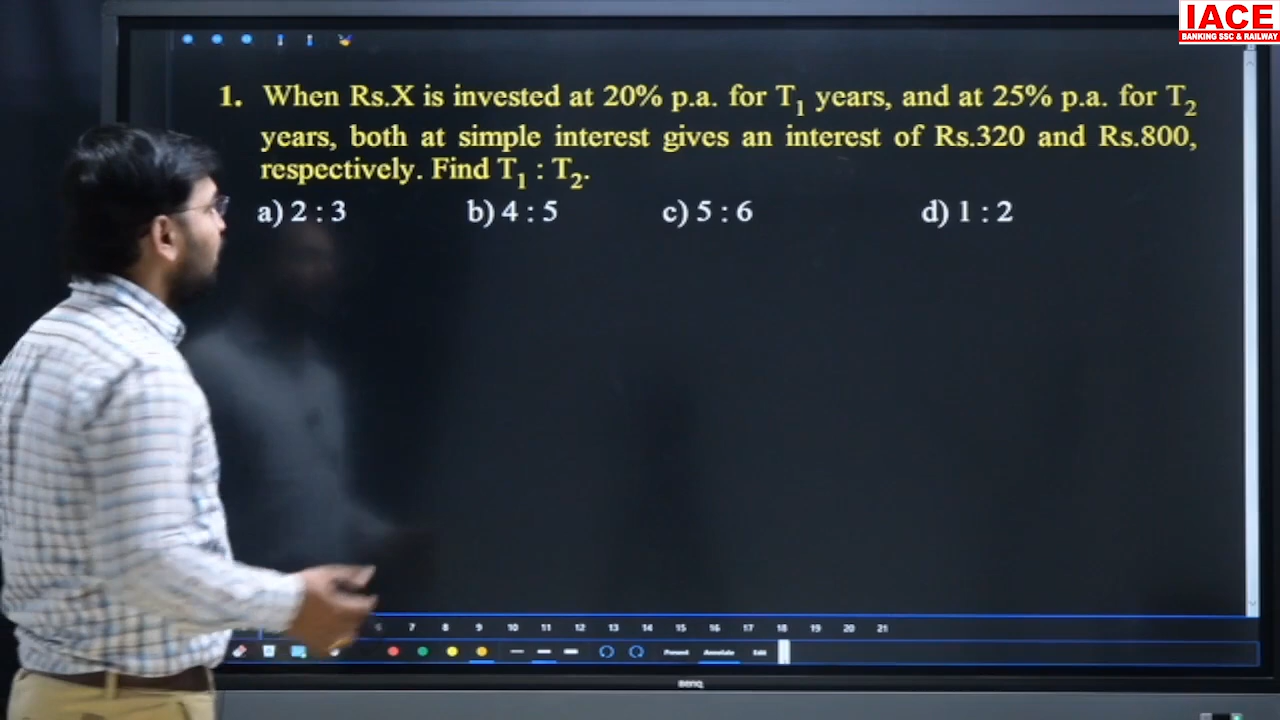 IACE
BANKING SSC & RAILWAY
1. When Rs.X is invested at 20% p.a. for T1 years, and at 25% p.a. for T2
years, both at simple interest gives an interest of Rs.320 and Rs.800,
respectively. Find T1 : T2.
a) 2 : 3 b) 4 : 5 c) 5 : 6 d) 1 : 2
7 8 9 10 11 12 13 14 15 16 17 18 19 20 21
Present Annotate Edit
BenQ